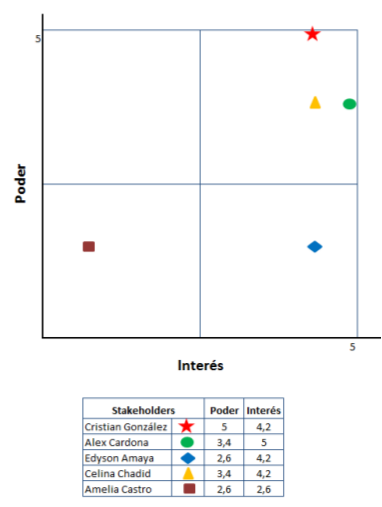 5
Poder
5
Interés
Stakeholders Poder Interés
Cristian González 5 4,2
Alex Cardona 3,4 5
Edyson Amaya 2,6 4,2
Celina Chadid 3,4 4,2
Amelia Castro 2,6 2,6